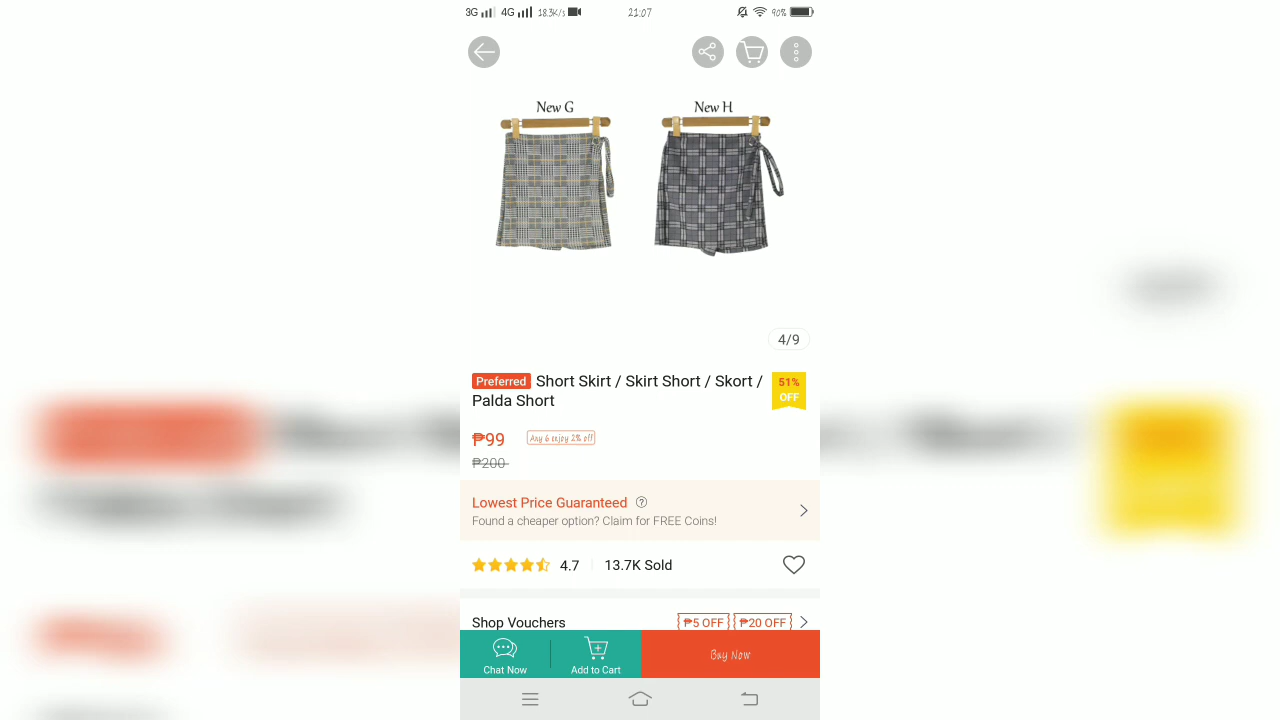 3G 4G 18.3K/s 21:07 90%
New G New H
4/9
Preferred Short Skirt / Skirt Short / Skort / Palda Short
51% OFF
₱99 Any 6 enjoy 2% off
₱200
Lowest Price Guaranteed ?
Found a cheaper option? Claim for FREE Coins!
4.7 13.7K Sold
Shop Vouchers ₱5 OFF ₱20 OFF
Chat Now Add to Cart Buy Now